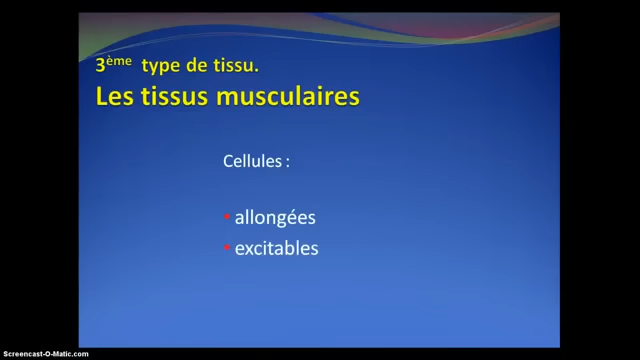 3ème type de tissu.
Les tissus musculaires
Cellules :
• allongées
• excitables
Screencast-O-Matic.com